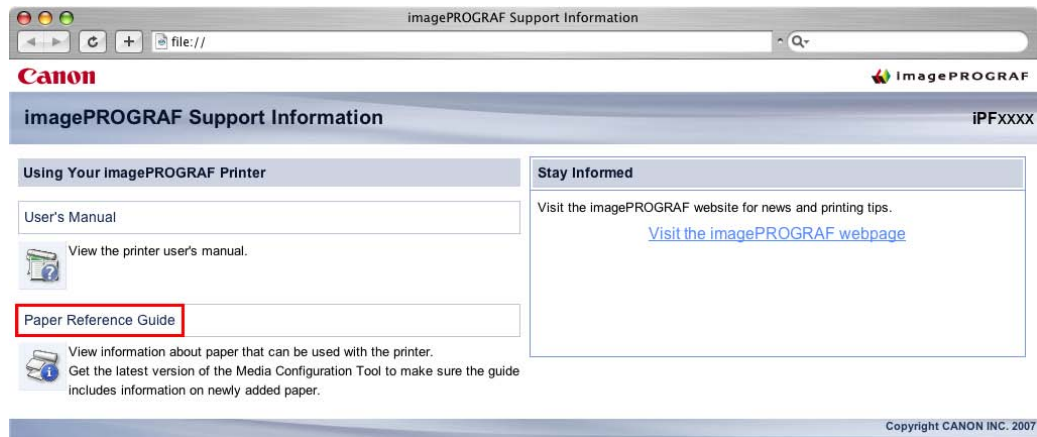 imagePROGRAF Support Information
file://
Canon
imagePROGRAF
imagePROGRAF Support Information
iPFXXXX
Using Your imagePROGRAF Printer
User's Manual
View the printer user's manual.
Paper Reference Guide
View information about paper that can be used with the printer.
Get the latest version of the Media Configuration Tool to make sure the guide
includes information on newly added paper.
Stay Informed
Visit the imagePROGRAF website for news and printing tips.
Visit the imagePROGRAF webpage
Copyright CANON INC. 2007